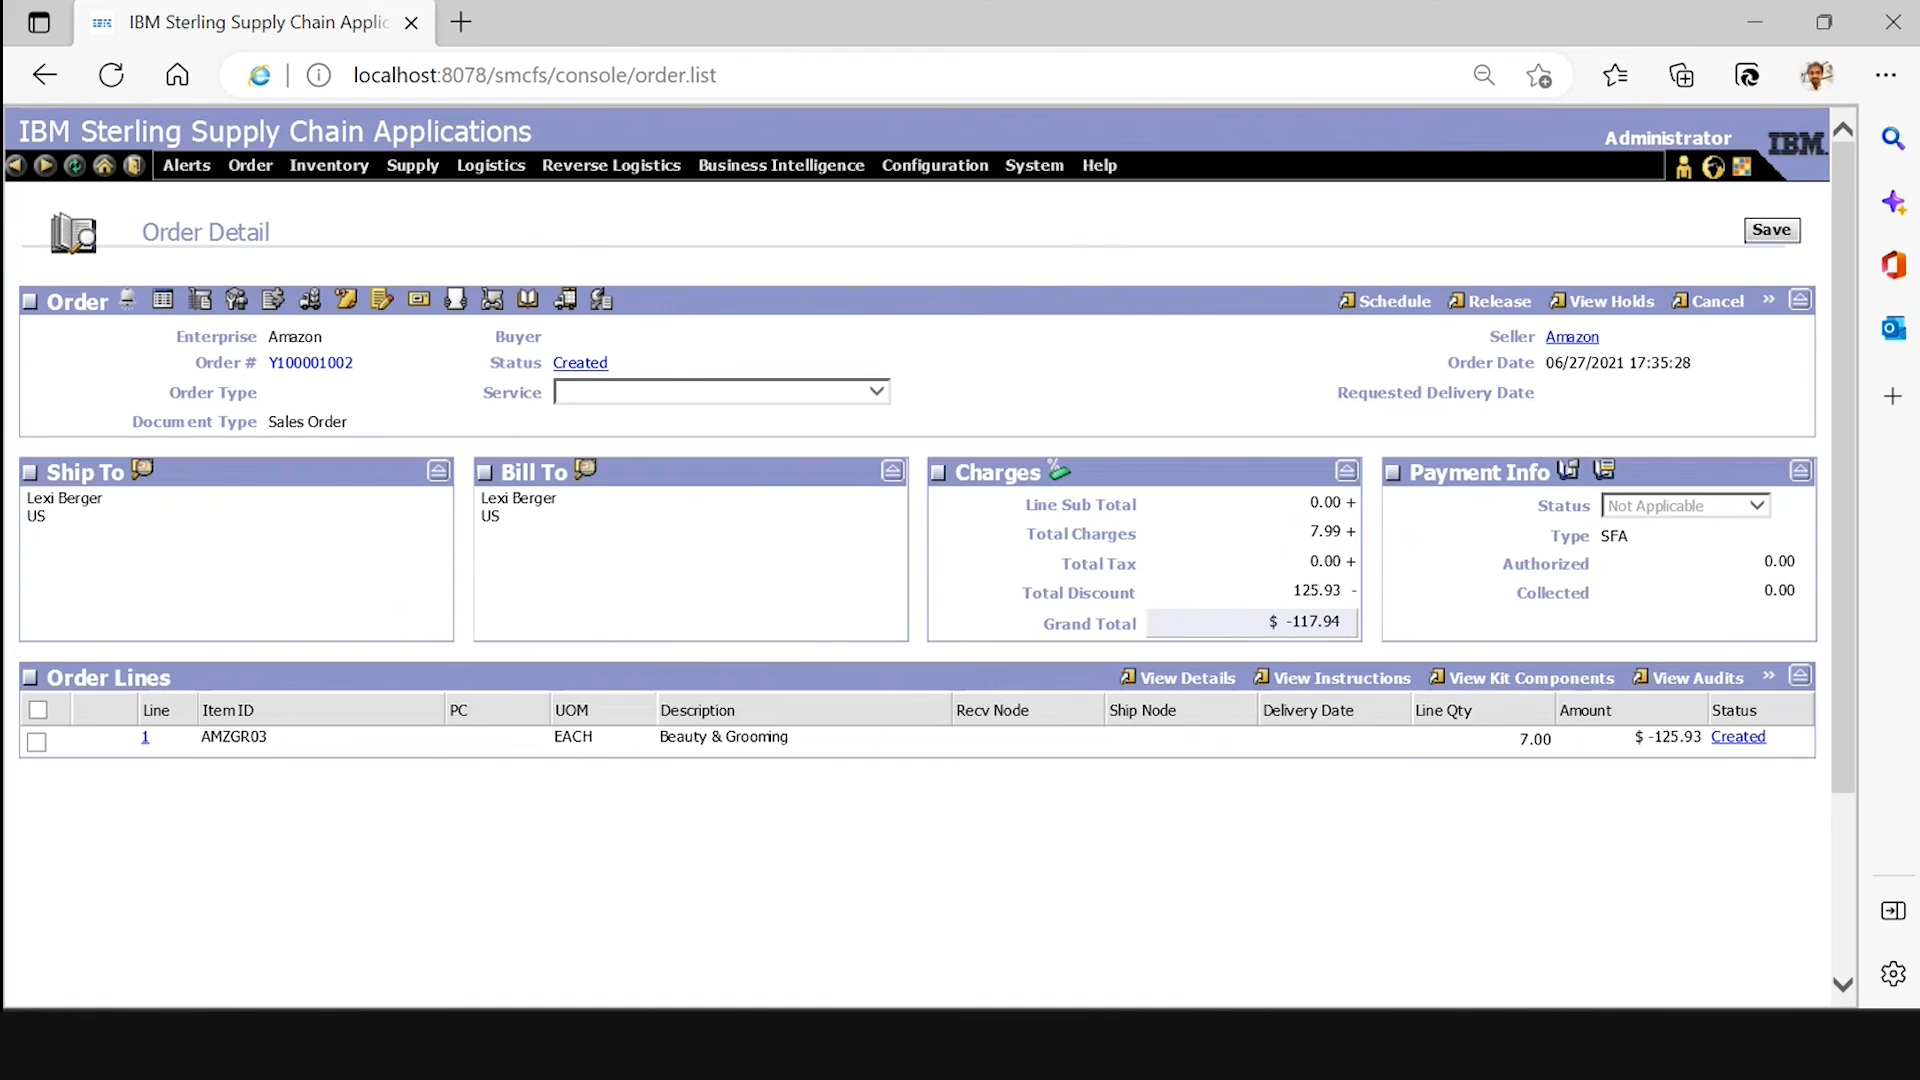 IBM Sterling Supply Chain Applic
localhost:8078/smcfs/console/order.list
IBM Sterling Supply Chain Applications
Administrator
IBM
Alerts Order Inventory Supply Logistics Reverse Logistics Business Intelligence Configuration System Help
Order Detail
Save
Order
Schedule Release View Holds Cancel »
Enterprise Amazon Buyer Seller Amazon
Order # Y100001002 Status Created Order Date 06/27/2021 17:35:28
Order Type Service Requested Delivery Date
Document Type Sales Order
Ship To
Lexi Berger
US
Bill To
Lexi Berger
US
Charges
Line Sub Total 0.00 +
Total Charges 7.99 +
Total Tax 0.00 +
Total Discount 125.93 -
Grand Total $ -117.94
Payment Info
Status Not Applicable
Type SFA
Authorized 0.00
Collected 0.00
Order Lines
View Details View Instructions View Kit Components View Audits »
Line Item ID PC UOM Description Recv Node Ship Node Delivery Date Line Qty Amount Status
1 AMZGR03 EACH Beauty & Grooming 7.00 $ -125.93 Created